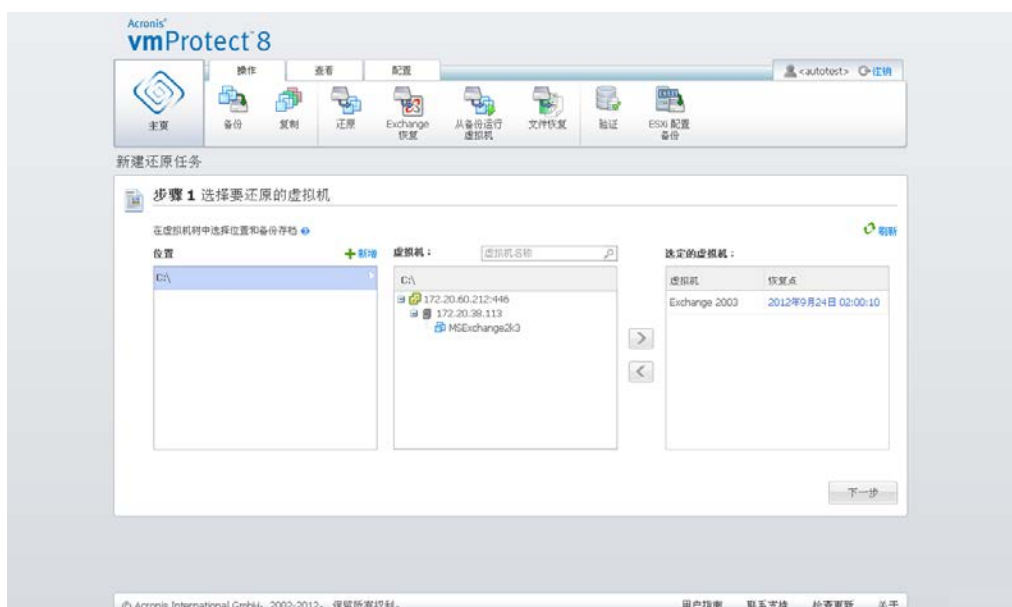 Acronis®
vmProtect™8
操作 查看 配置 <autotest> 注销
主页 备份 复制 还原 Exchange 恢复 从备份运行虚拟机 文件恢复 验证 ESXi 配置备份
新建还原任务
步骤 1 选择要还原的虚拟机
在虚拟机树中选择位置和备份存档
刷新
位置 新增 虚拟机： 虚拟机名称 选定的虚拟机：
C:\ C:\ 虚拟机 恢复点
172.20.60.212:446 Exchange 2003 2012年9月24日 02:00:10
172.20.38.113
MSExchange2k3
下一步
© Acronis International GmbH，2002-2012。 保留所有权利。 用户指南 联系支持 检查更新 关于